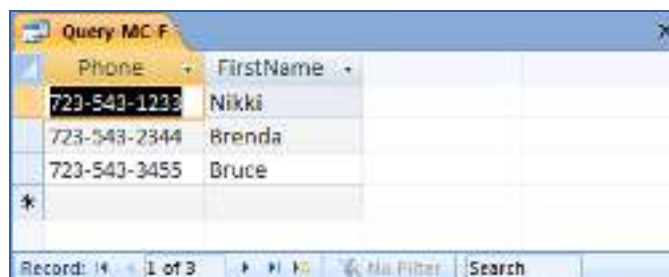 Query MC F
Phone FirstName
723-543-1233 Nikki
723-543-2344 Brenda
723-543-3455 Bruce
Record: 1 of 3 No Filter Search